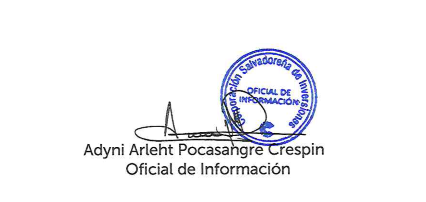 Corporación Salvadoreña de Inversiones
OFICIAL DE
INFORMACIÓN
Adyni Arleht Pocasangre Crespin
Oficial de Información